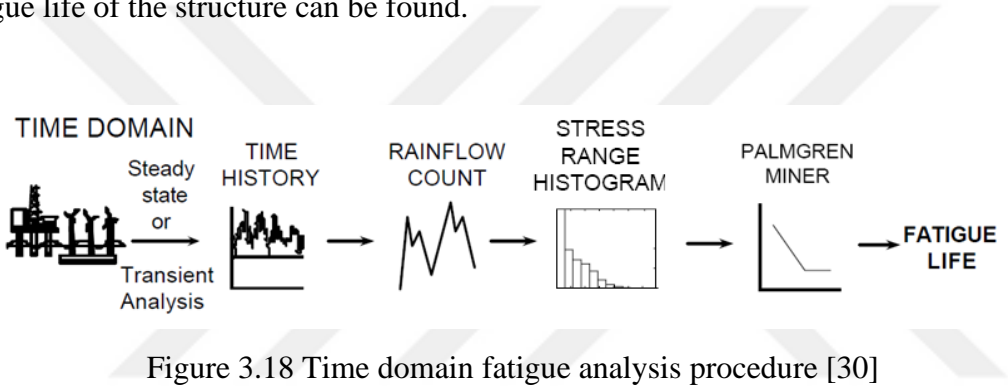 gue life of the structure can be found.
TIME DOMAIN
Steady
state
or
Transient
Analysis
TIME
HISTORY
RAINFLOW
COUNT
STRESS
RANGE
HISTOGRAM
PALMGREN
MINER
FATIGUE
LIFE
Figure 3.18 Time domain fatigue analysis procedure [30]